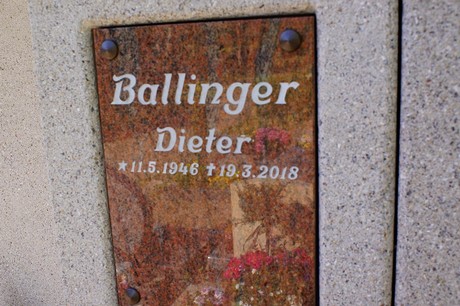 Ballinger
Dieter
★11.5.1946 ✝19.3.2018